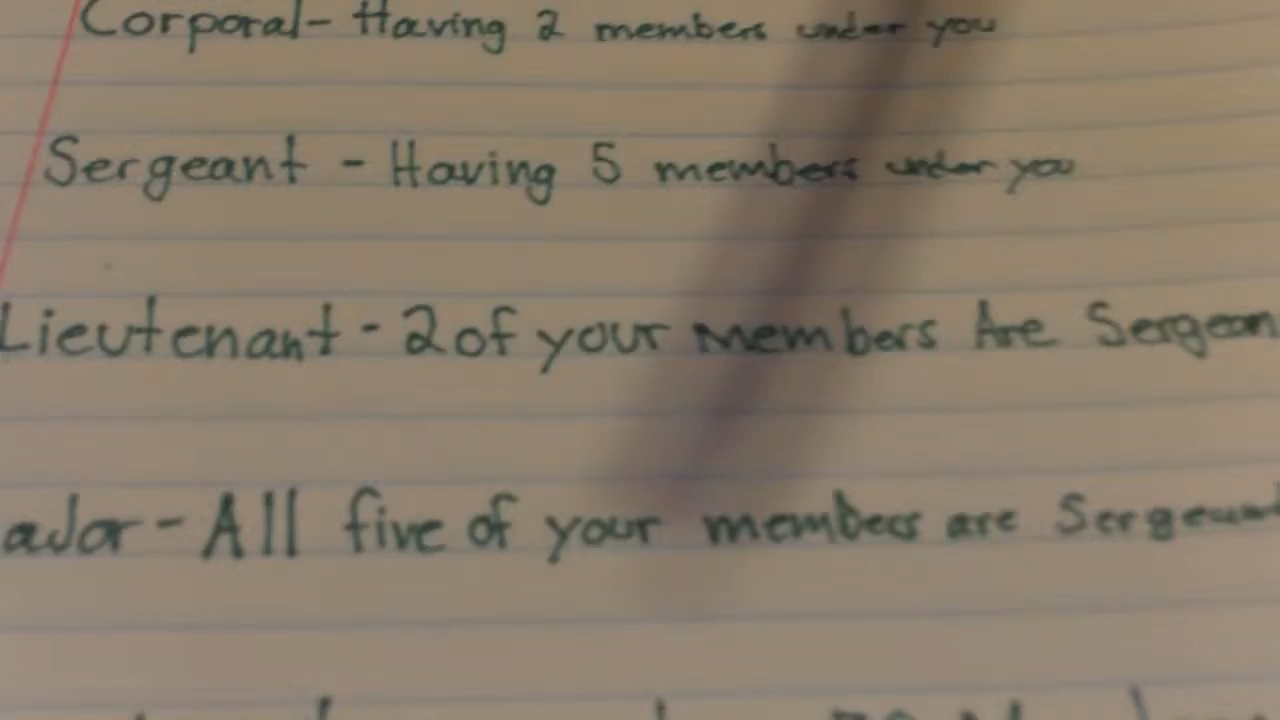 Corporal- Having 2 members under you
Sergeant - Having 5 members under you
Lieutenant - 2 of your members Are Sergean
ajor - All five of your members are Sergeant